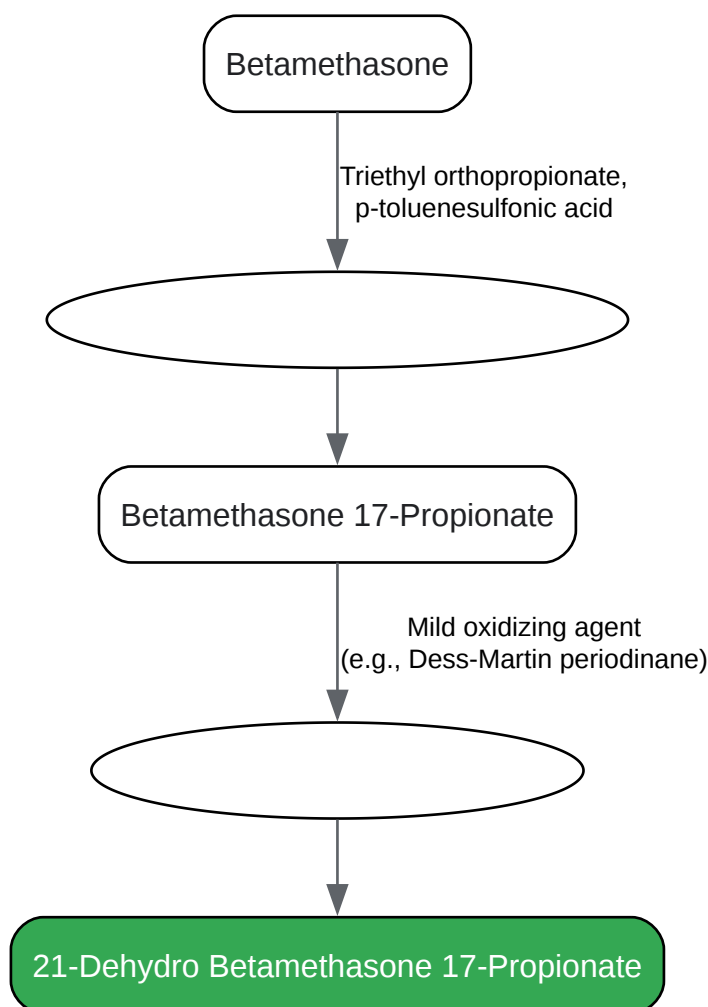 Betamethasone
Triethyl orthopropionate,
p-toluenesulfonic acid
Betamethasone 17-Propionate
Mild oxidizing agent
(e.g., Dess-Martin periodinane)
21-Dehydro Betamethasone 17-Propionate